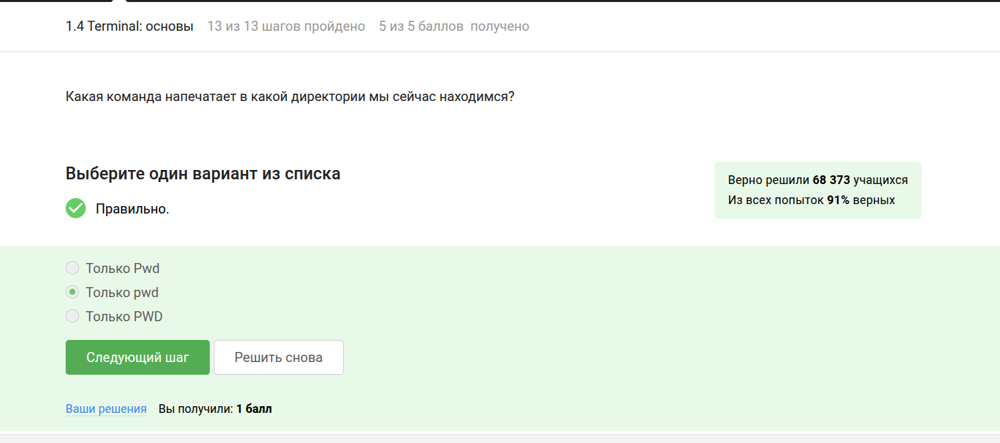 1.4 Terminal: основы 13 из 13 шагов пройдено 5 из 5 баллов получено
Какая команда напечатает в какой директории мы сейчас находимся?
Выберите один вариант из списка
Правильно.
Верно решили 68 373 учащихся
Из всех попыток 91% верных
Только Pwd
Только pwd
Только PWD
Следующий шаг Решить снова
Ваши решения Вы получили: 1 балл